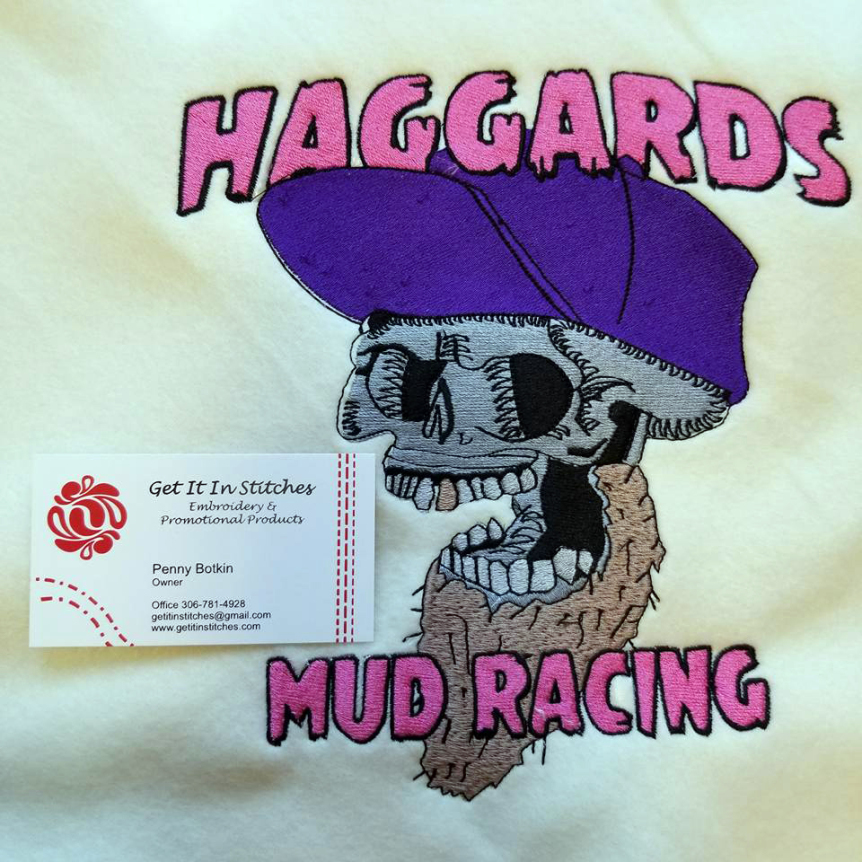 HAGGARDS
Get It In Stitches
Embroidery &
Promotional Products
Penny Botkin
Owner
Office 306-781-4928
getitinstitches@gmail.com
www.getitinstitches.com
MUD RACING